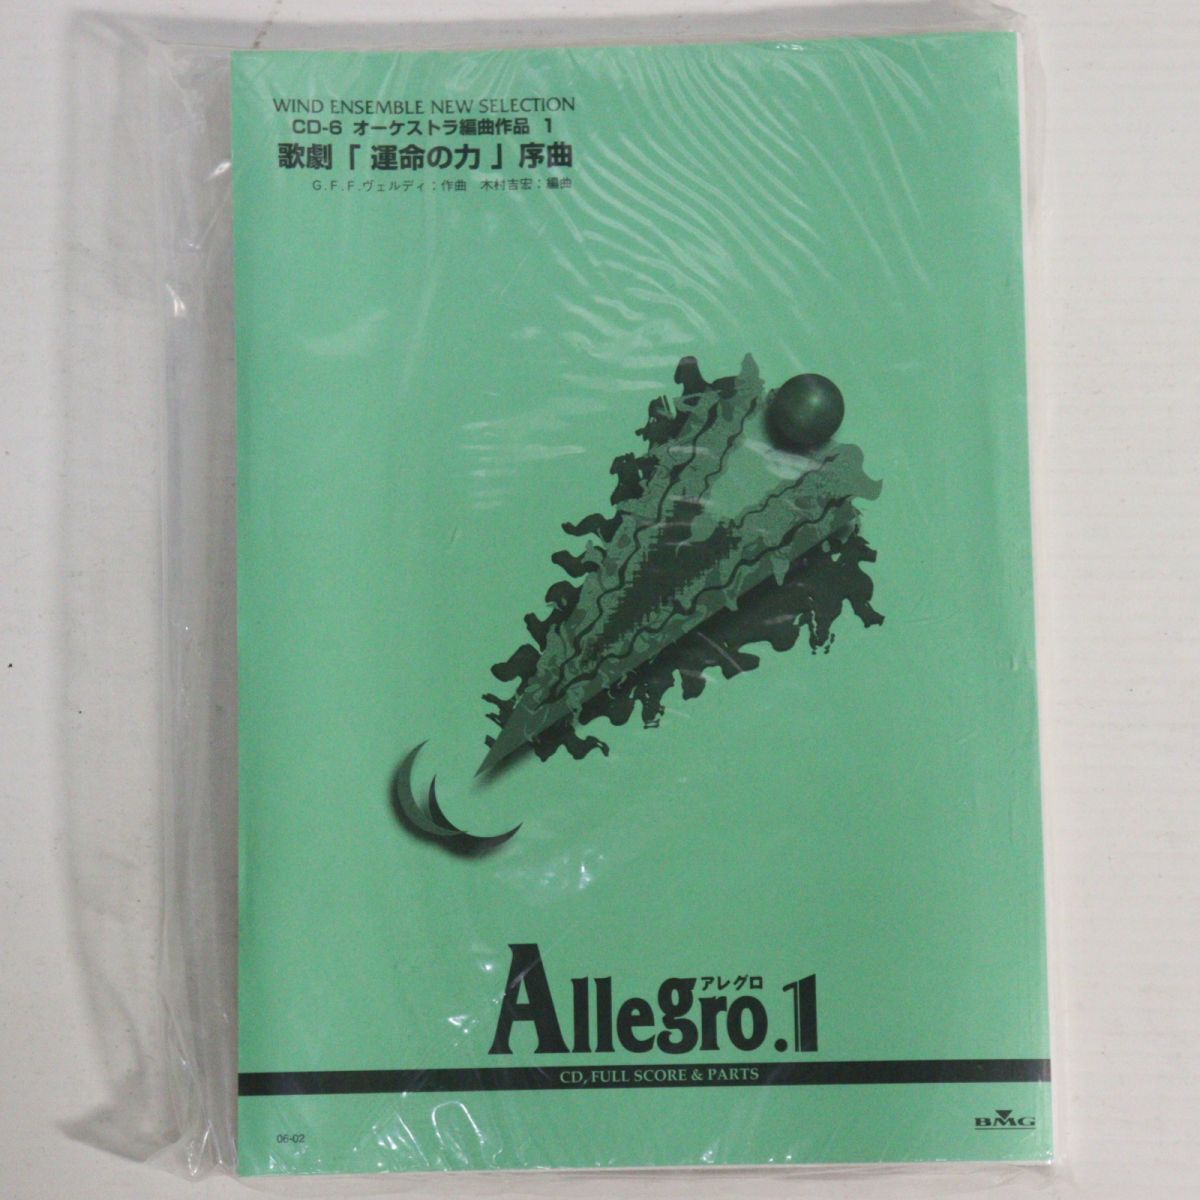 WIND ENSEMBLE NEW SELECTION
CD-6 オーケストラ編曲作品 1
歌劇「 運命の力 」序曲
G.F.F.ヴェルディ:作曲 木村吉宏:編曲
アレグロ
Allegro.1
CD, FULL SCORE & PARTS
BMG
06-02